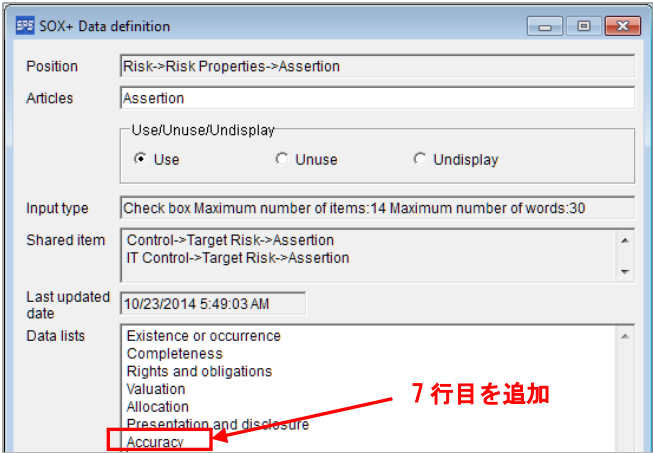 SPS SOX+ Data definition
Position Risk->Risk Properties->Assertion
Articles Assertion
Use/Unuse/Undisplay
Use Unuse Undisplay
Input type Check box Maximum number of items:14 Maximum number of words:30
Shared item Control->Target Risk->Assertion
IT Control->Target Risk->Assertion
Last updated date 10/23/2014 5:49:03 AM
Data lists Existence or occurrence
Completeness
Rights and obligations
Valuation
Allocation
Presentation and disclosure
Accuracy
7行目を追加